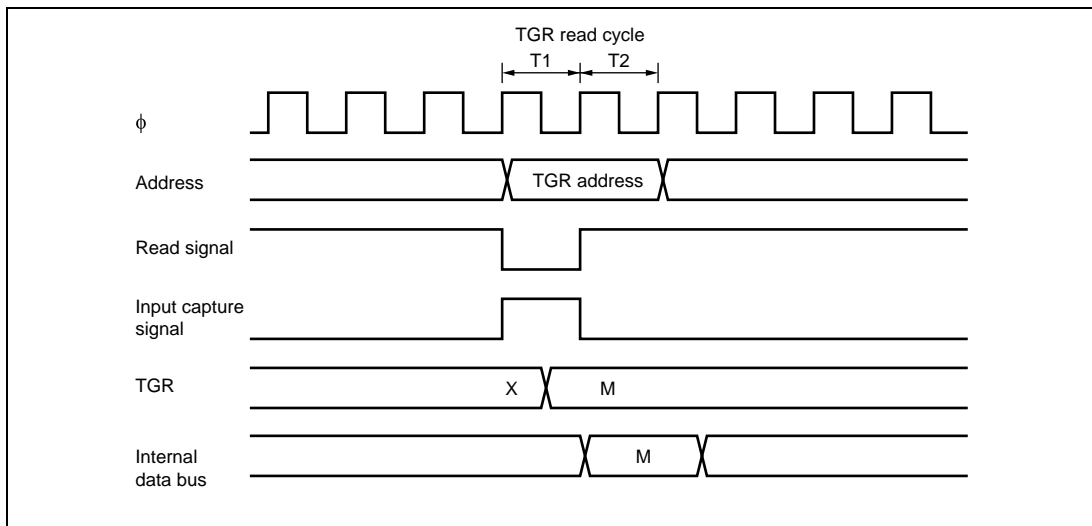 TGR read cycle
T1 T2
ϕ
Address
TGR address
Read signal
Input capture
signal
TGR
X M
Internal
data bus
M